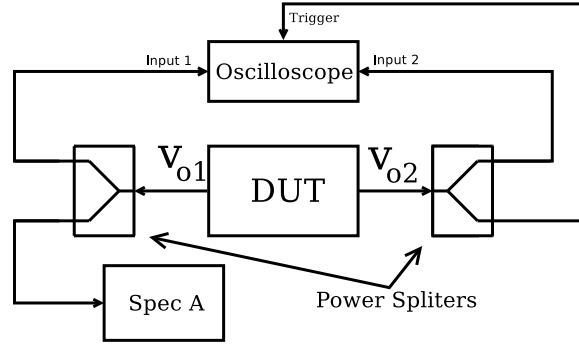 Trigger
Input 1
Input 2
Oscilloscope
Vo1
DUT
Vo2
Spec A
Power Spliters